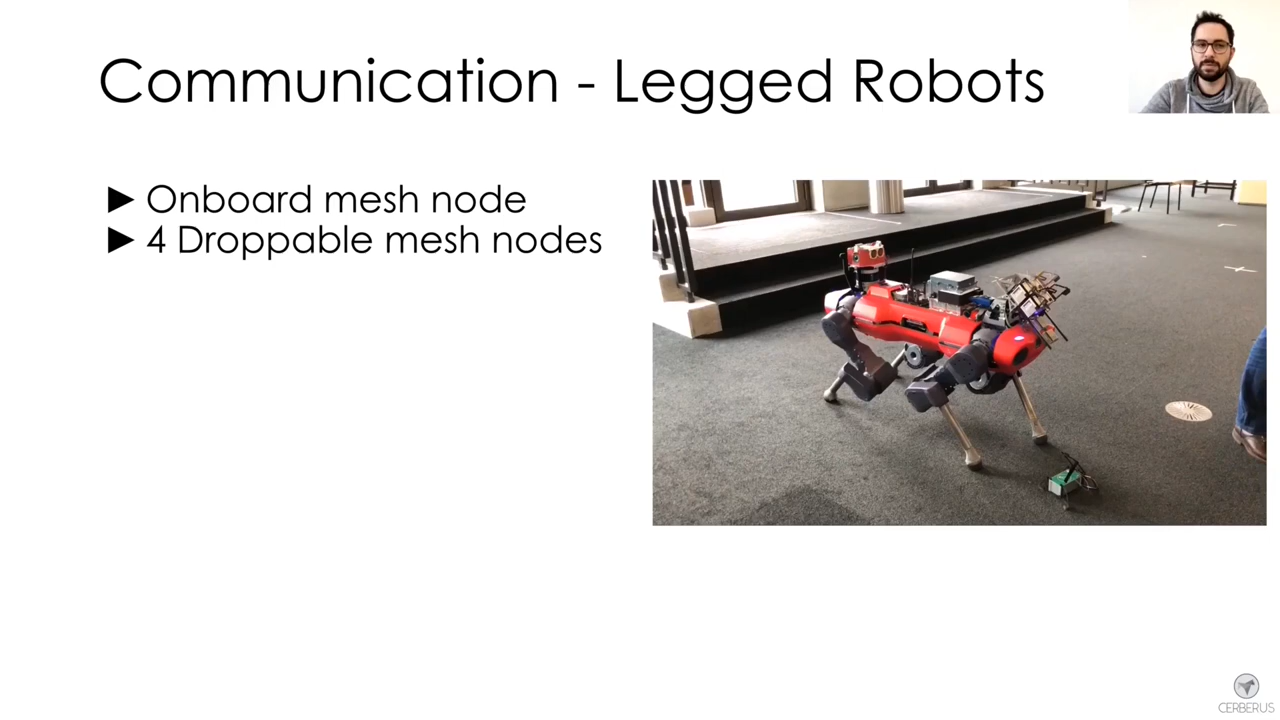 Communication - Legged Robots
► Onboard mesh node
► 4 Droppable mesh nodes
CERBERUS